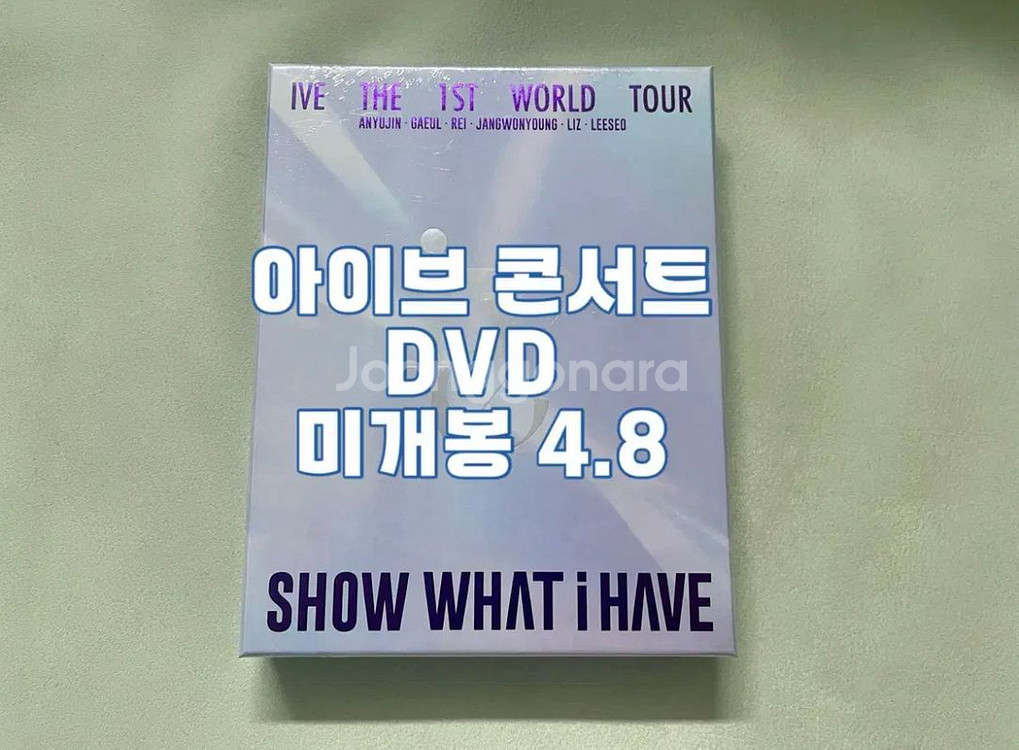 IVE THE 1ST WORLD TOUR
ANYUJIN · GAEUL · REI · JANGWONYOUNG · LIZ · LEESEO
아이브 콘서트
DVD
Joonggonara
미개봉 4.8
SHOW WHAT i HAVE